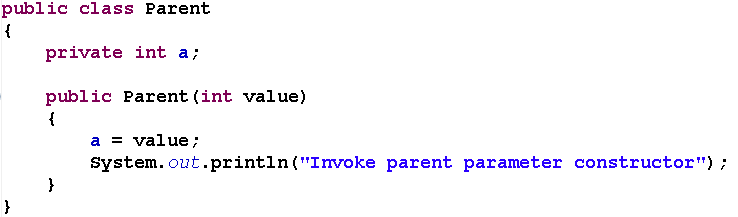 public class Parent
{
    private int a;

    public Parent(int value)
    {
        a = value;
        System.out.println("Invoke parent parameter constructor");
    }
}